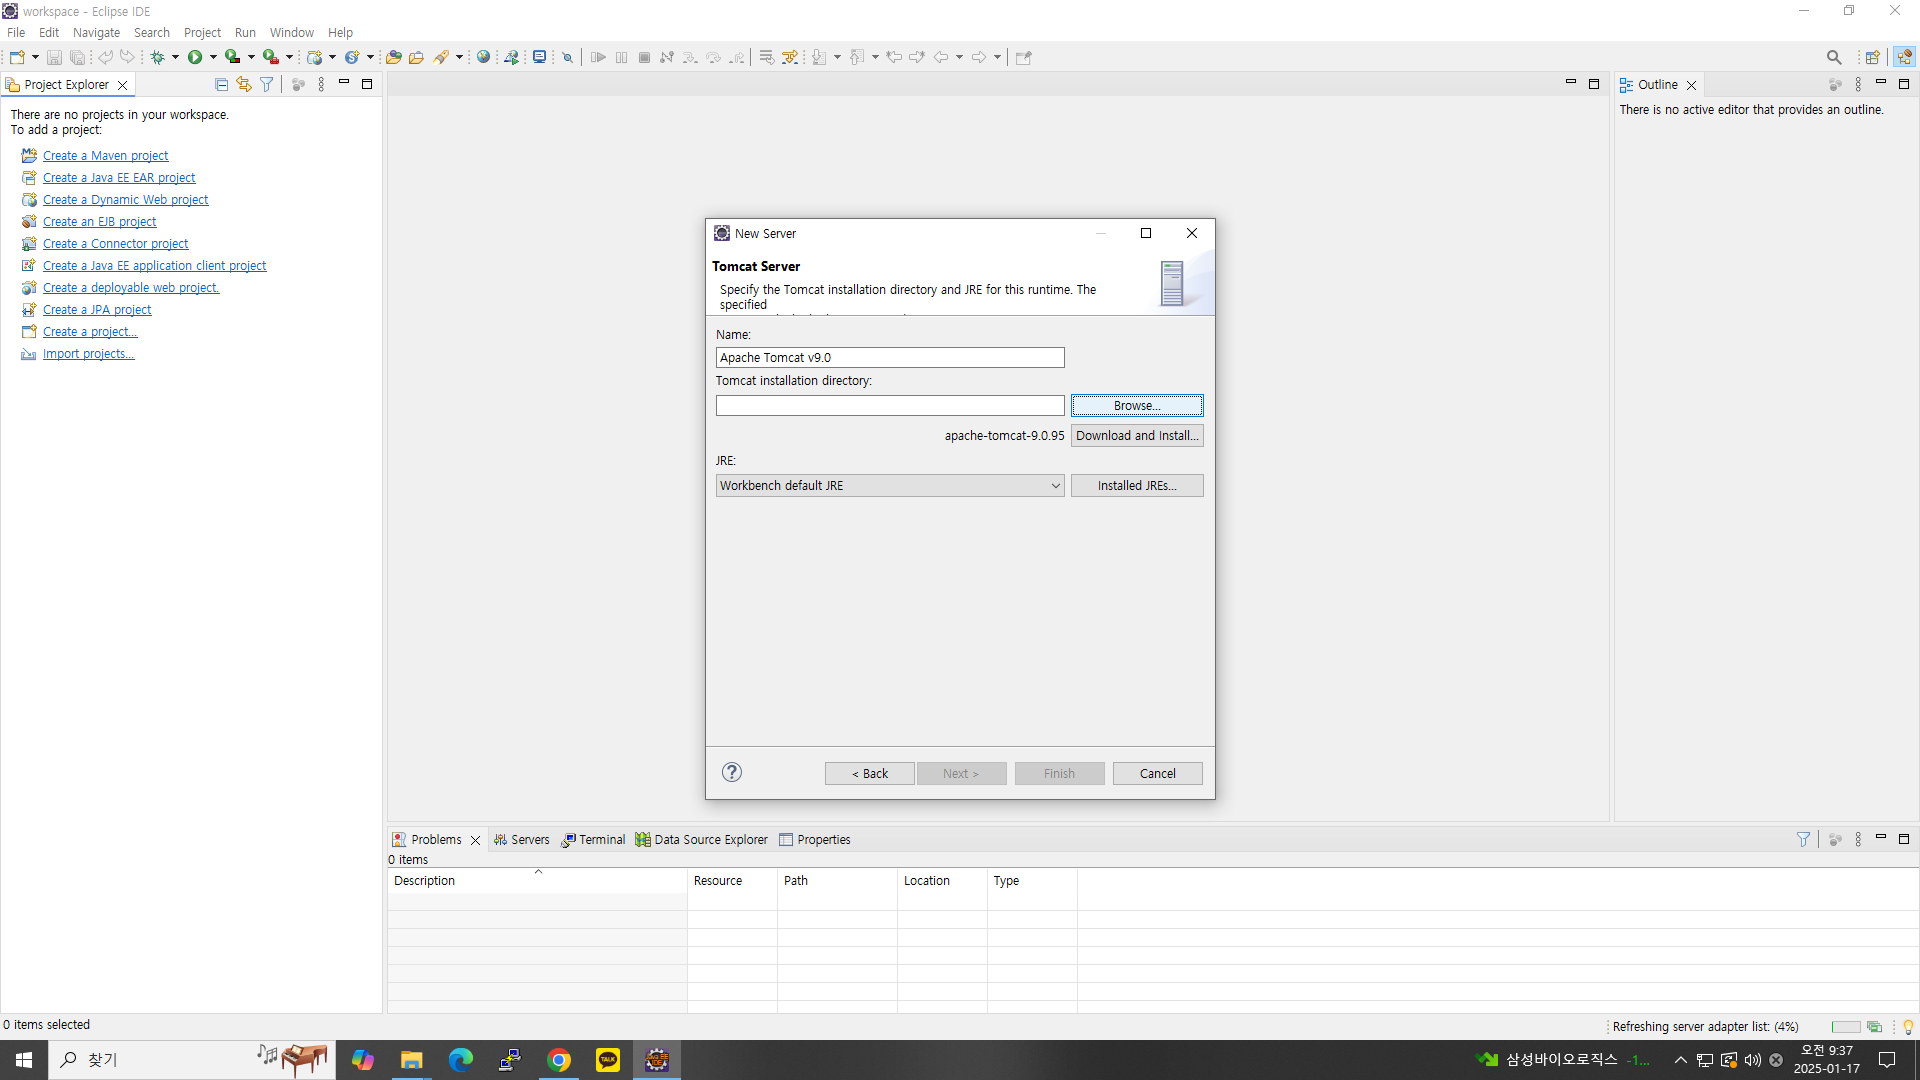 workspace - Eclipse IDE
File Edit Navigate Search Project Run Window Help
Project Explorer
There are no projects in your workspace.
To add a project:
Create a Maven project
Create a Java EE EAR project
Create a Dynamic Web project
Create an EJB project
Create a Connector project
Create a Java EE application client project
Create a deployable web project.
Create a JPA project
Create a project...
Import projects...
Outline
There is no active editor that provides an outline.
New Server
Tomcat Server
Specify the Tomcat installation directory and JRE for this runtime. The
specified
Name:
Apache Tomcat v9.0
Tomcat installation directory:
Browse...
apache-tomcat-9.0.95 Download and Install...
JRE:
Workbench default JRE Installed JREs...
? < Back Next > Finish Cancel
Problems Servers Terminal Data Source Explorer Properties
0 items
Description Resource Path Location Type
0 items selected
Refreshing server adapter list: (4%)
찾기
TALK
Java EE
IDE
삼성바이오로직스 -1...
오전 9:37
2025-01-17